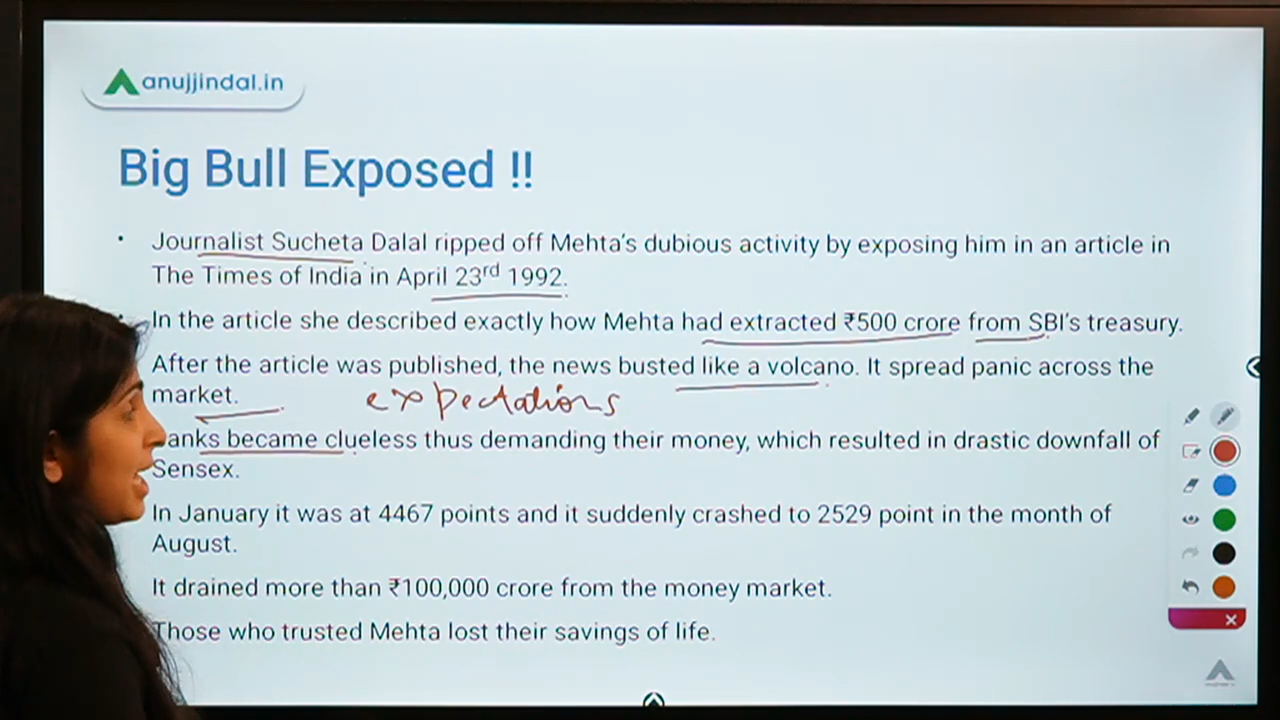 anujjindal.in
Big Bull Exposed !!
Journalist Sucheta Dalal ripped off Mehta's dubious activity by exposing him in an article in
The Times of India in April 23rd 1992.
In the article she described exactly how Mehta had extracted ₹500 crore from SBI's treasury.
After the article was published, the news busted like a volcano. It spread panic across the
market.
expectations
anks became clueless thus demanding their money, which resulted in drastic downfall of
Sensex.
In January it was at 4467 points and it suddenly crashed to 2529 point in the month of
August.
It drained more than ₹100,000 crore from the money market.
Those who trusted Mehta lost their savings of life.